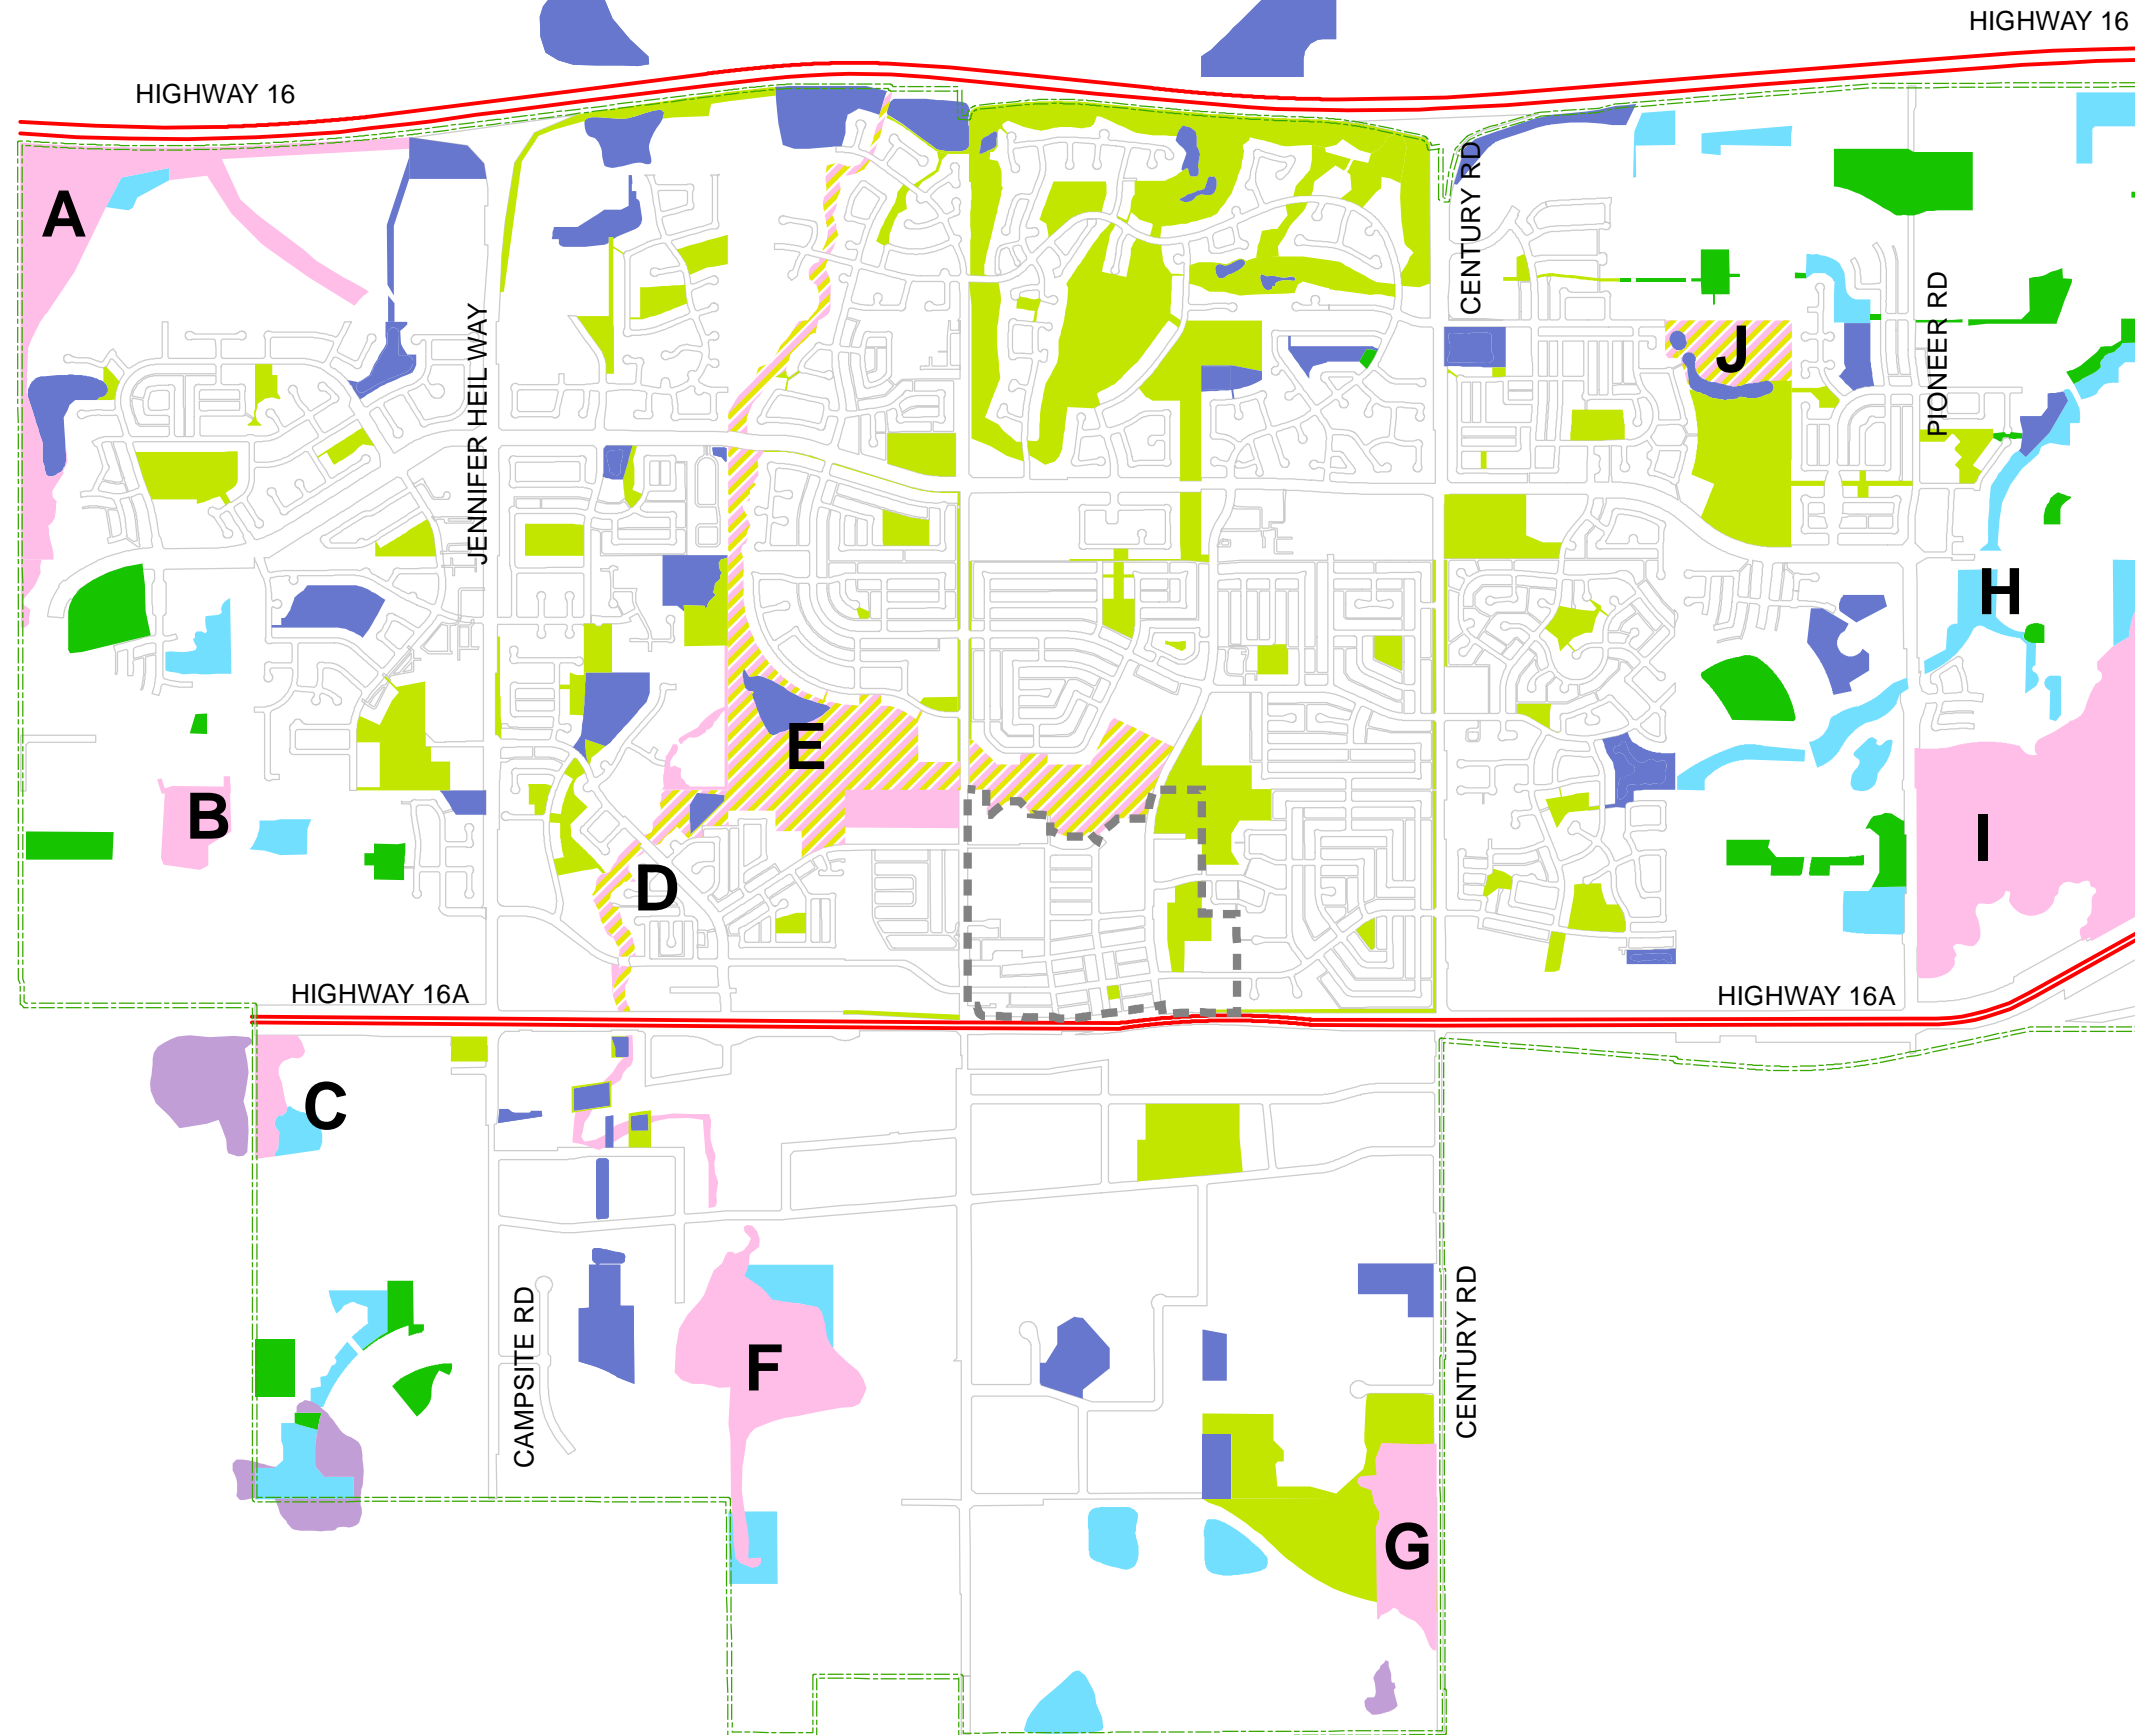 HIGHWAY 16
HIGHWAY 16
A
CENTURY RD
J
PIONEER RD
JENNIFER HEIL WAY
H
E
B
I
D
HIGHWAY 16A
HIGHWAY 16A
C
F
CAMPSITE RD
CENTURY RD
G